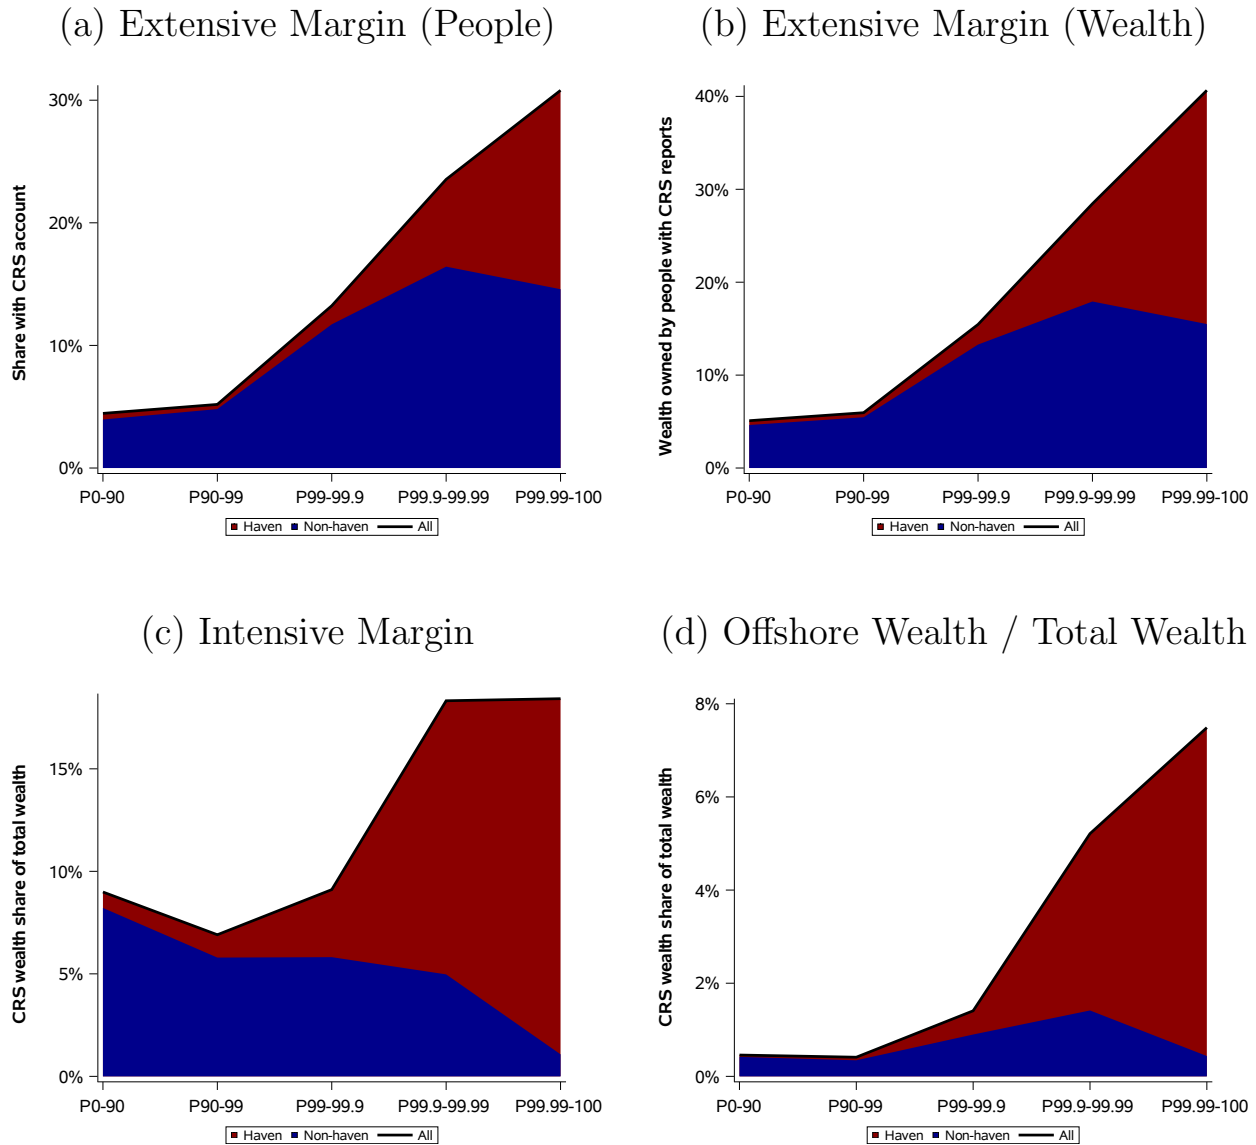 (a) Extensive Margin (People)
(b) Extensive Margin (Wealth)
Share with CRS account
30%
20%
10%
0%
P0-90 P90-99 P99-99.9 P99.9-99.99 P99.99-100
Haven Non-haven All
Wealth owned by people with CRS reports
40%
30%
20%
10%
0%
P0-90 P90-99 P99-99.9 P99.9-99.99 P99.99-100
Haven Non-haven All
(c) Intensive Margin
(d) Offshore Wealth / Total Wealth
CRS wealth share of total wealth
15%
10%
5%
0%
P0-90 P90-99 P99-99.9 P99.9-99.99 P99.99-100
Haven Non-haven All
CRS wealth share of total wealth
8%
6%
4%
2%
0%
P0-90 P90-99 P99-99.9 P99.9-99.99 P99.99-100
Haven Non-haven All